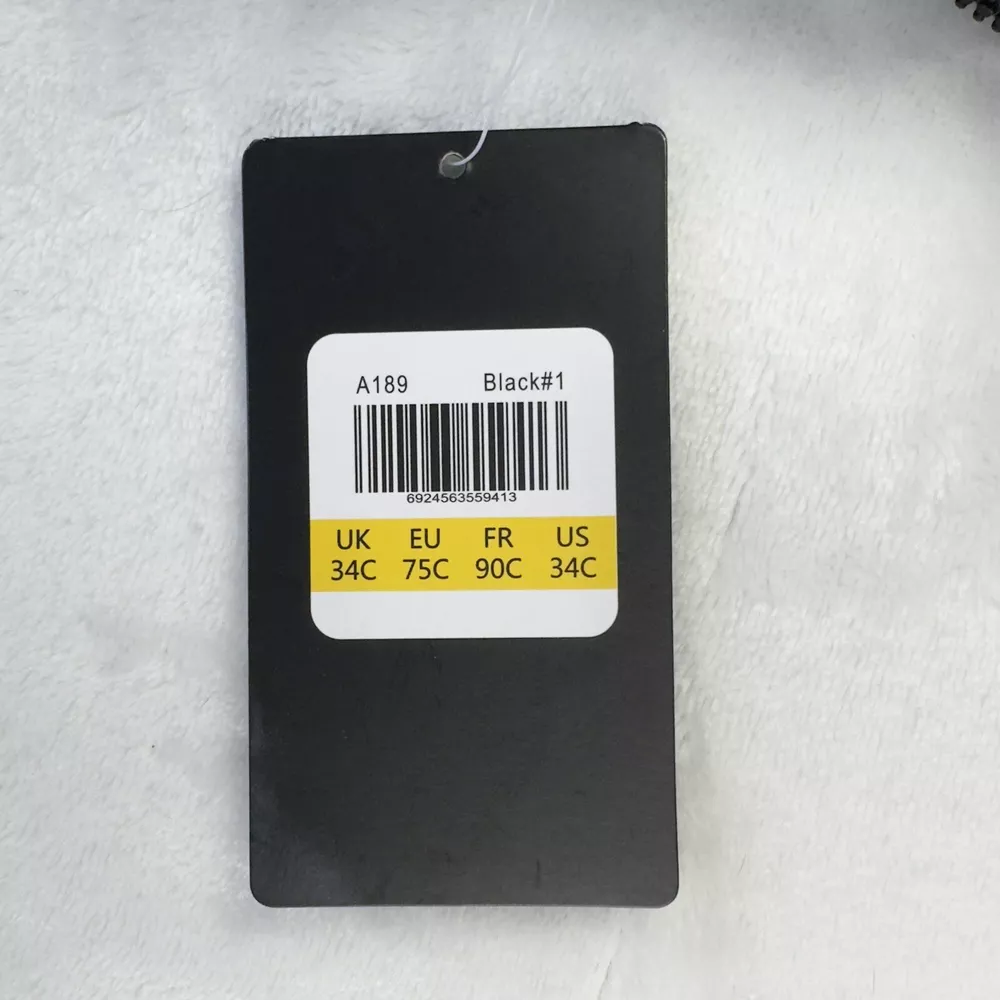 A189 Black#1
6924563559413
UK EU FR US
34C 75C 90C 34C